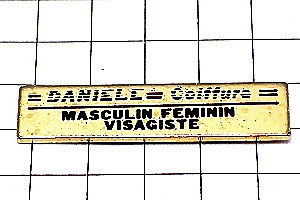 DANIELE Coiffure
MASCULIN FEMININ
VISAGISTE